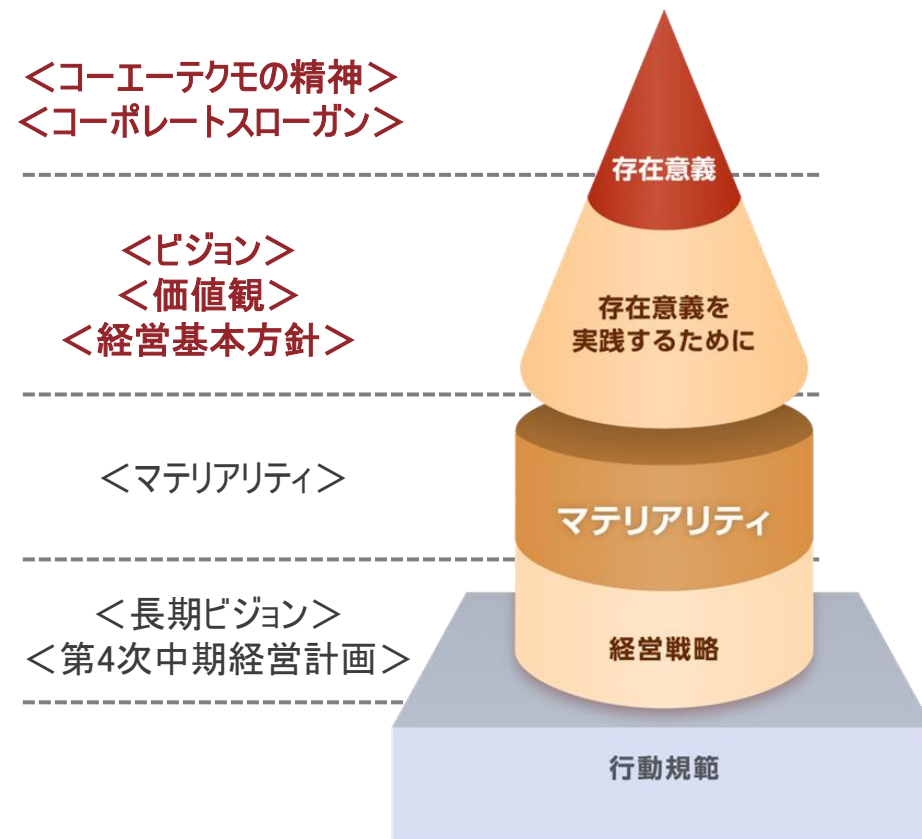 ＜コーエーテクモの精神＞
＜コーポレートスローガン＞
存在意義
＜ビジョン＞
＜価値観＞
＜経営基本方針＞
存在意義を
実践するために
＜マテリアリティ＞
マテリアリティ
＜長期ビジョン＞
＜第4次中期経営計画＞
経営戦略
行動規範